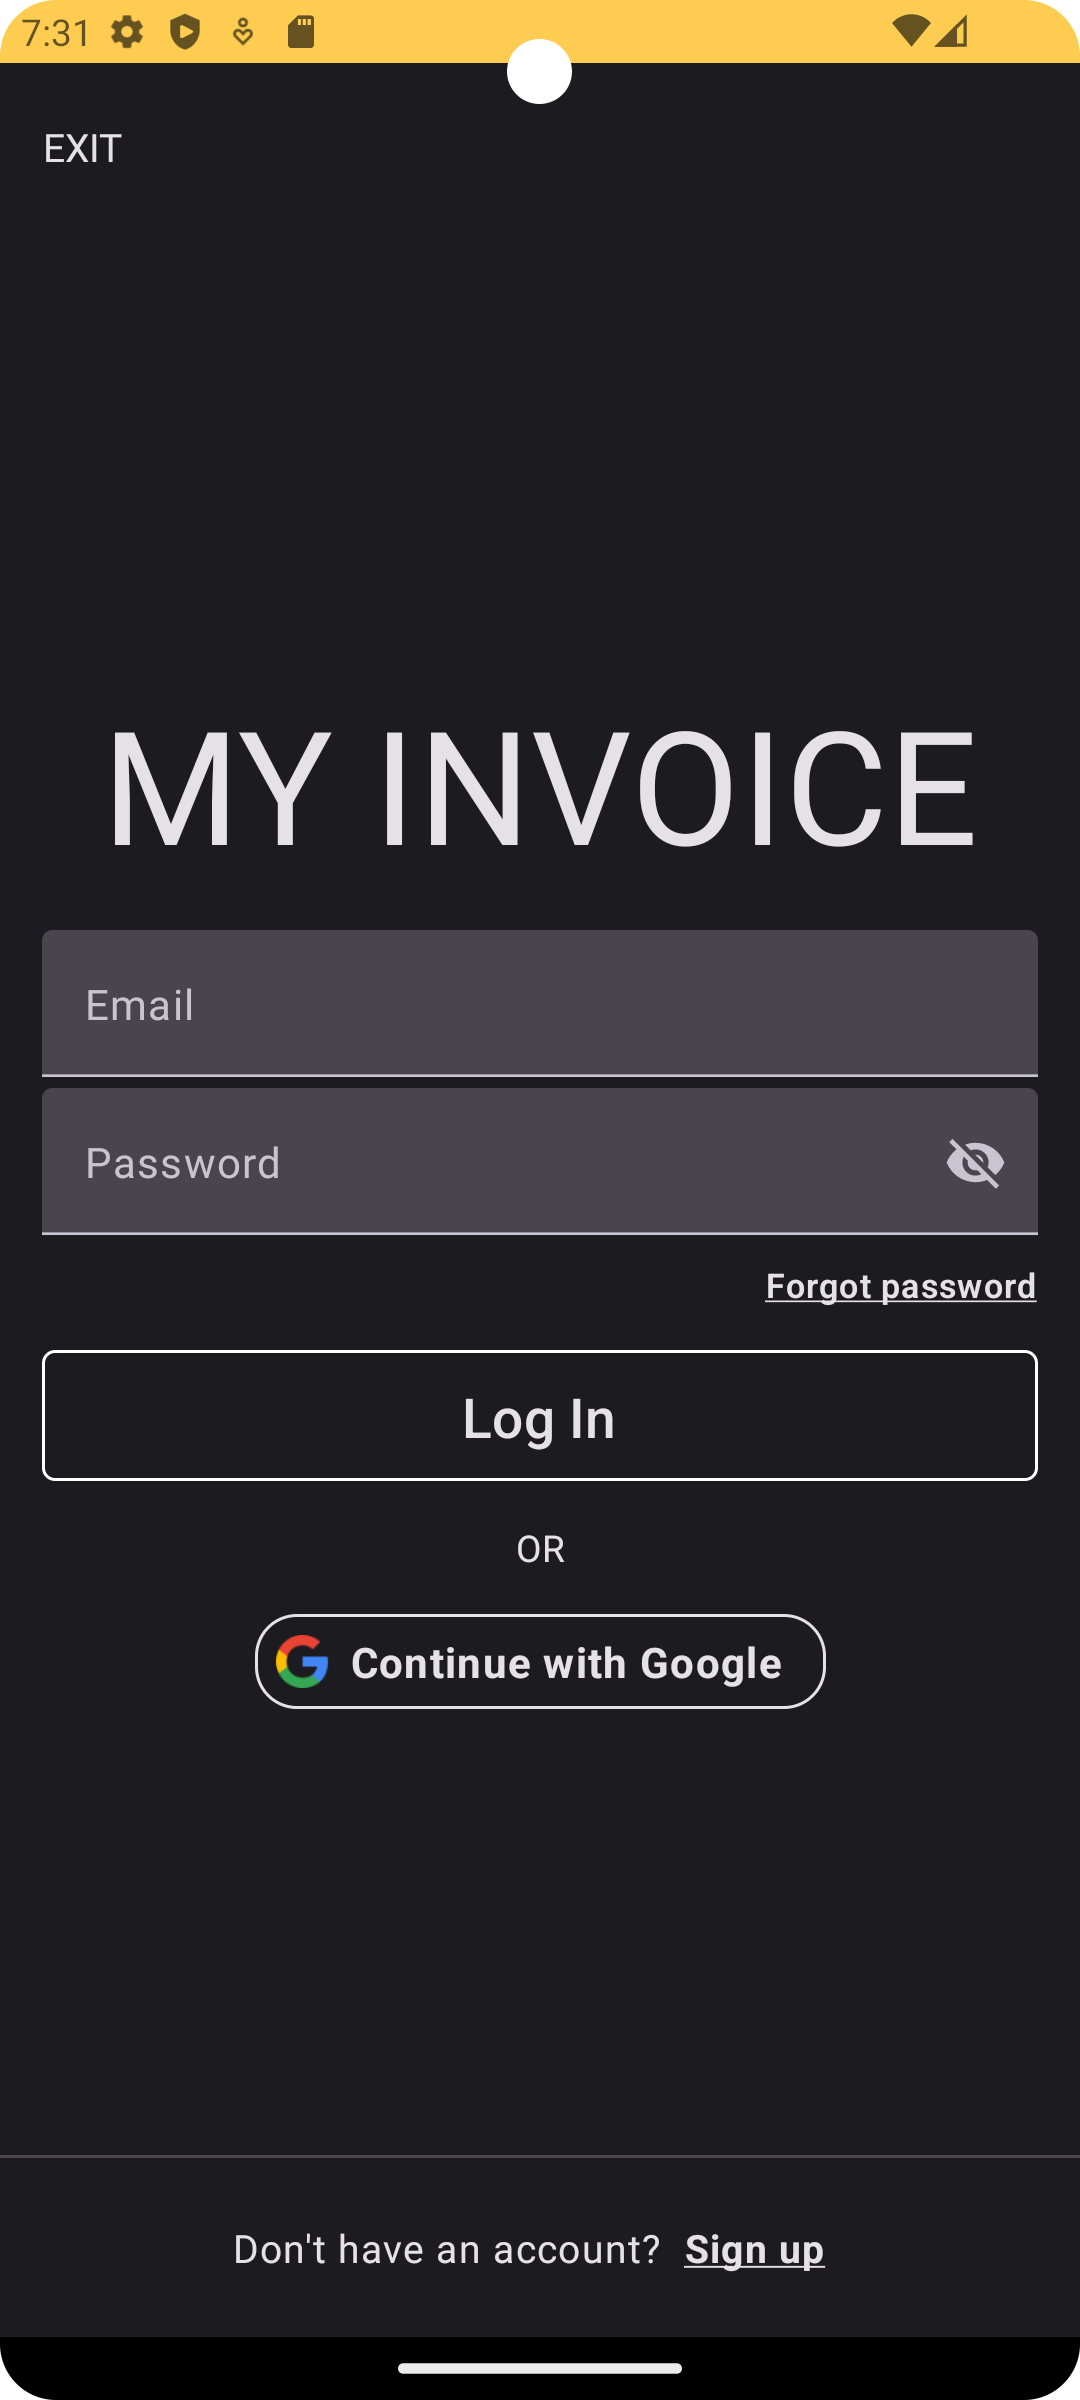 7:31
EXIT
MY INVOICE
Email
Password
Forgot password
Log In
OR
Continue with Google
Don't have an account? Sign up